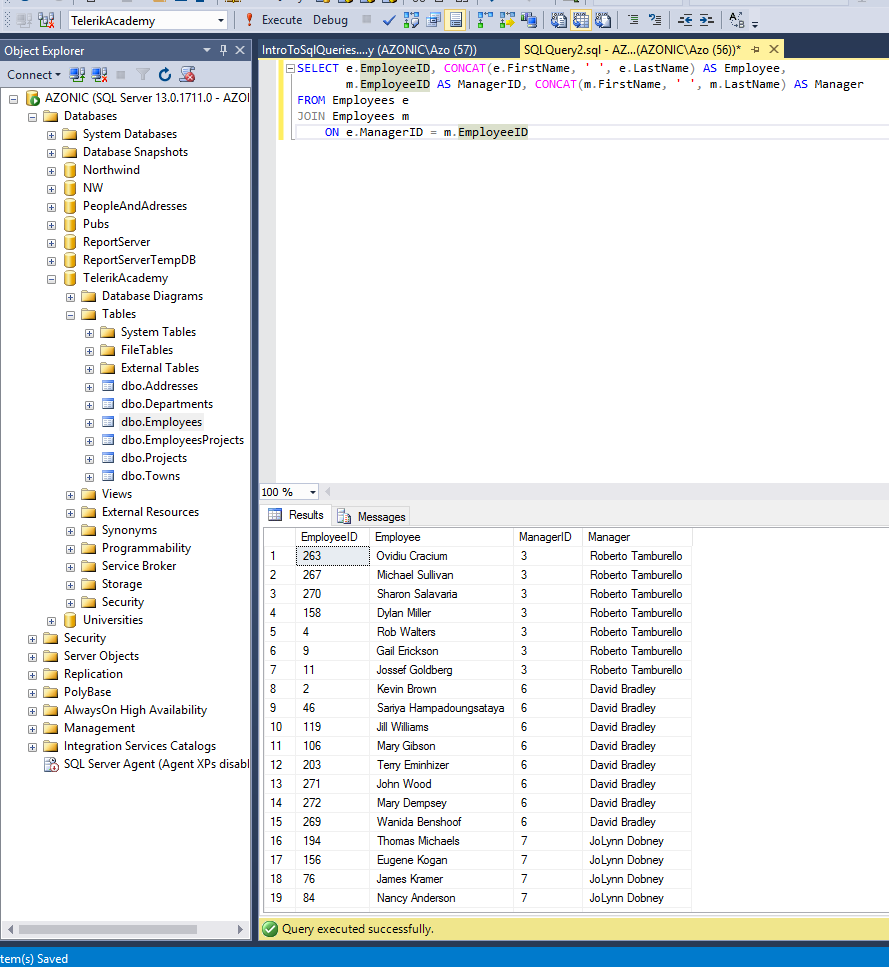 TelerikAcademy
Execute Debug
Object Explorer
Connect
AZONIC (SQL Server 13.0.1711.0 - AZO
Databases
System Databases
Database Snapshots
Northwind
NW
PeopleAndAdresses
Pubs
ReportServer
ReportServerTempDB
TelerikAcademy
Database Diagrams
Tables
System Tables
FileTables
External Tables
dbo.Addresses
dbo.Departments
dbo.Employees
dbo.EmployeesProjects
dbo.Projects
dbo.Towns
Views
External Resources
Synonyms
Programmability
Service Broker
Storage
Security
Universities
Security
Server Objects
Replication
PolyBase
AlwaysOn High Availability
Management
Integration Services Catalogs
SQL Server Agent (Agent XPs disabl
IntroToSqlQueries....y (AZONIC\Azo (57))
SQLQuery2.sql - AZ...(AZONIC\Azo (56))*
SELECT e.EmployeeID, CONCAT(e.FirstName, ' ', e.LastName) AS Employee,
m.EmployeeID AS ManagerID, CONCAT(m.FirstName, ' ', m.LastName) AS Manager
FROM Employees e
JOIN Employees m
ON e.ManagerID = m.EmployeeID
100 %
Results Messages
EmployeeID Employee ManagerID Manager
1 263 Ovidiu Cracium 3 Roberto Tamburello
2 267 Michael Sullivan 3 Roberto Tamburello
3 270 Sharon Salavaria 3 Roberto Tamburello
4 158 Dylan Miller 3 Roberto Tamburello
5 4 Rob Walters 3 Roberto Tamburello
6 9 Gail Erickson 3 Roberto Tamburello
7 11 Jossef Goldberg 3 Roberto Tamburello
8 2 Kevin Brown 6 David Bradley
9 46 Sariya Hampadoungsataya 6 David Bradley
10 119 Jill Williams 6 David Bradley
11 106 Mary Gibson 6 David Bradley
12 203 Terry Eminhizer 6 David Bradley
13 271 John Wood 6 David Bradley
14 272 Mary Dempsey 6 David Bradley
15 269 Wanida Benshoof 6 David Bradley
16 194 Thomas Michaels 7 JoLynn Dobney
17 156 Eugene Kogan 7 JoLynn Dobney
18 76 James Kramer 7 JoLynn Dobney
19 84 Nancy Anderson 7 JoLynn Dobney
Query executed successfully.
tem(s) Saved